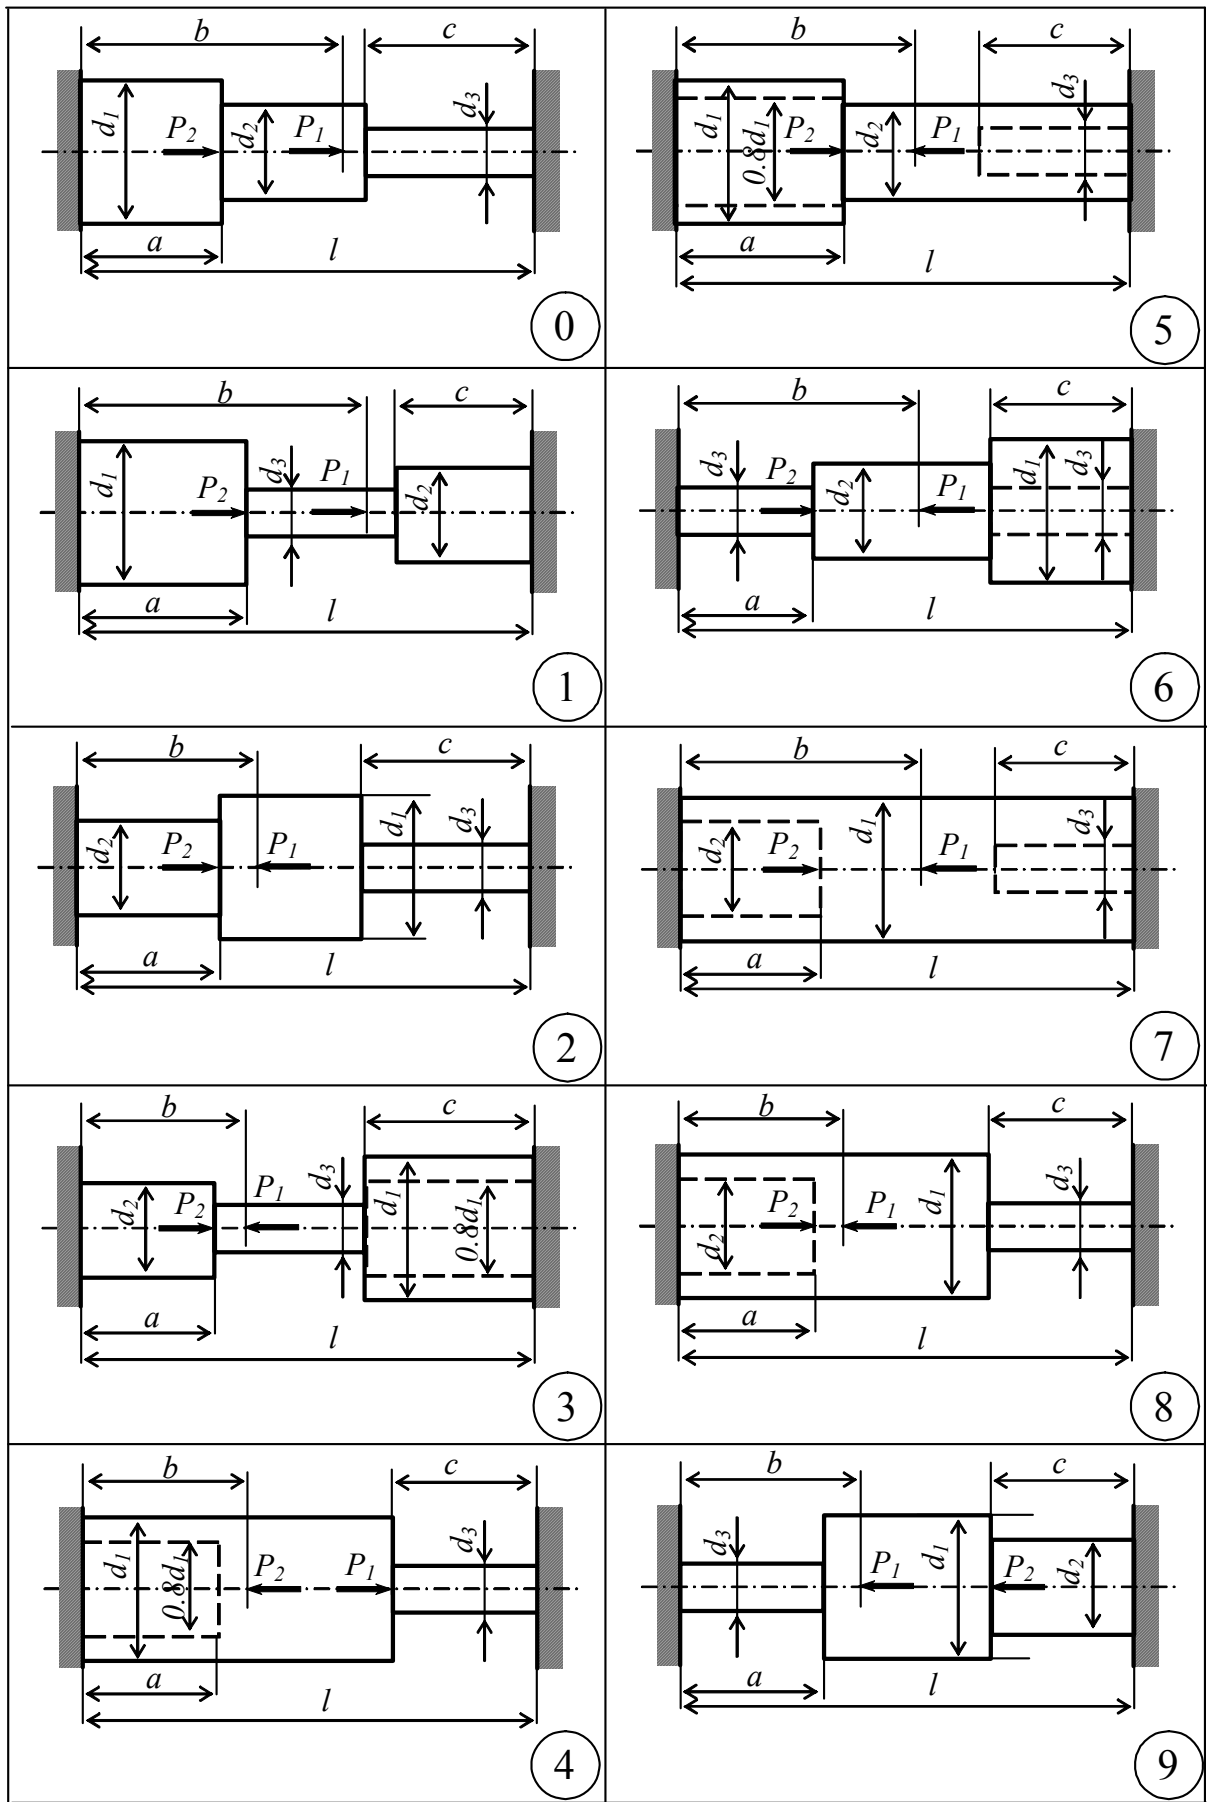 b
c
d₁
P₂
d₂
P₁
d₃
a
l
0
b
c
d₁
0.8d₁
P₂
d₂
P₁
d₃
a
l
5
b
c
d₁
P₂
d₃
P₁
d₂
a
l
1
b
c
d₃
P₂
d₂
P₁
d₁
d₃
a
l
6
b
c
d₂
P₂
P₁
d₁
d₃
a
l
2
b
c
d₂
P₂
d₁
P₁
d₃
a
l
7
b
c
d₂
P₂
P₁
d₃
d₁
0.8d₁
a
l
3
b
c
d₂
P₂
P₁
d₁
d₃
a
l
8
b
c
d₁
0.8d₁
P₂
P₁
d₃
a
l
4
b
c
d₃
P₁
d₁
P₂
d₂
a
l
9